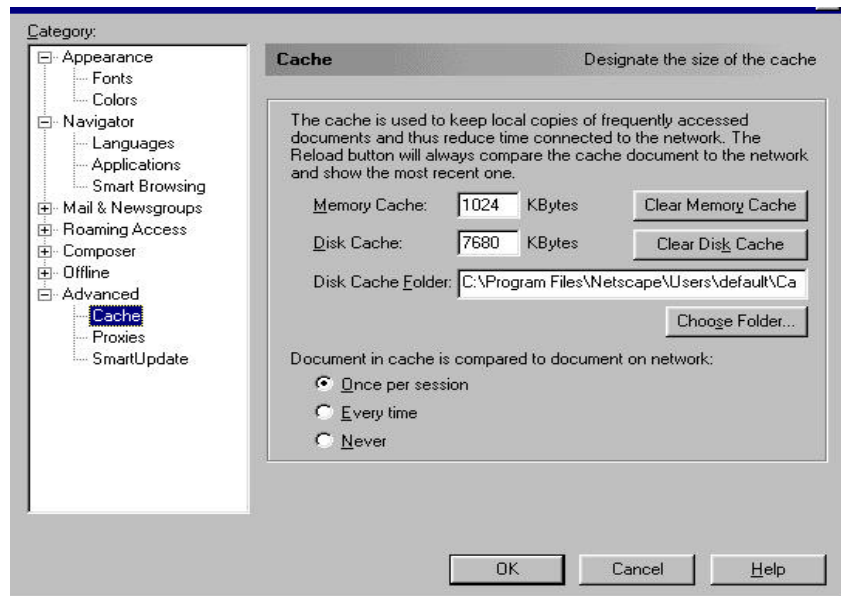 Category:
Appearance
Fonts
Colors
Navigator
Languages
Applications
Smart Browsing
Mail & Newsgroups
Roaming Access
Composer
Offline
Advanced
Cache
Proxies
SmartUpdate
Cache Designate the size of the cache
The cache is used to keep local copies of frequently accessed
documents and thus reduce time connected to the network. The
Reload button will always compare the cache document to the network
and show the most recent one.
Memory Cache: 1024 KBytes Clear Memory Cache
Disk Cache: 7680 KBytes Clear Disk Cache
Disk Cache Folder: C:\Program Files\Netscape\Users\default\Ca
Choose Folder...
Document in cache is compared to document on network:
Once per session
Every time
Never
OK Cancel Help